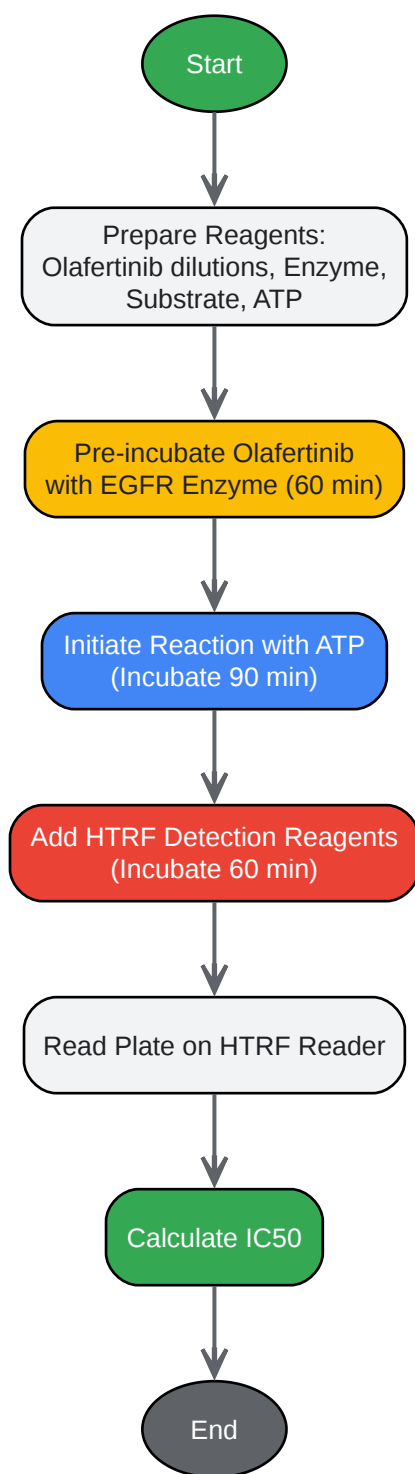 Start
Prepare Reagents:
Olafertinib dilutions, Enzyme,
Substrate, ATP
Pre-incubate Olafertinib
with EGFR Enzyme (60 min)
Initiate Reaction with ATP
(Incubate 90 min)
Add HTRF Detection Reagents
(Incubate 60 min)
Read Plate on HTRF Reader
Calculate IC50
End